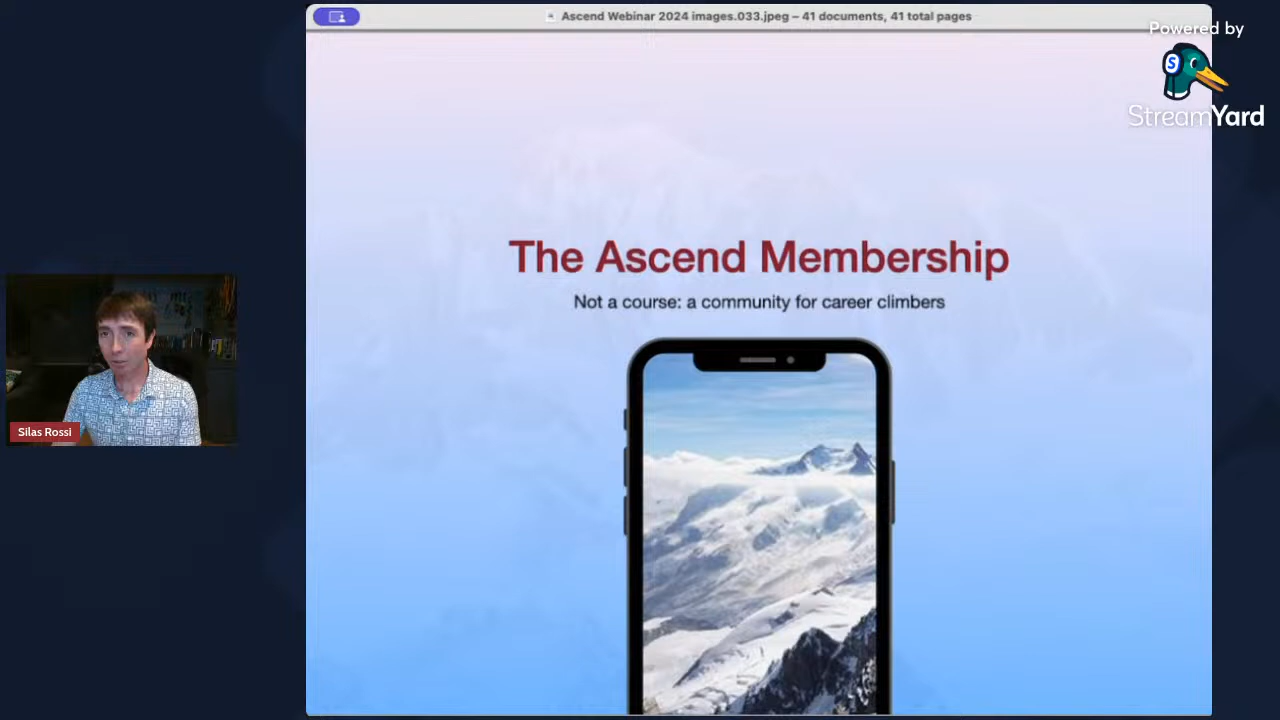 Ascend Webinar 2024 images.033.jpeg – 41 documents, 41 total pages
Powered by
S
StreamYard
The Ascend Membership
Not a course: a community for career climbers
Silas Rossi